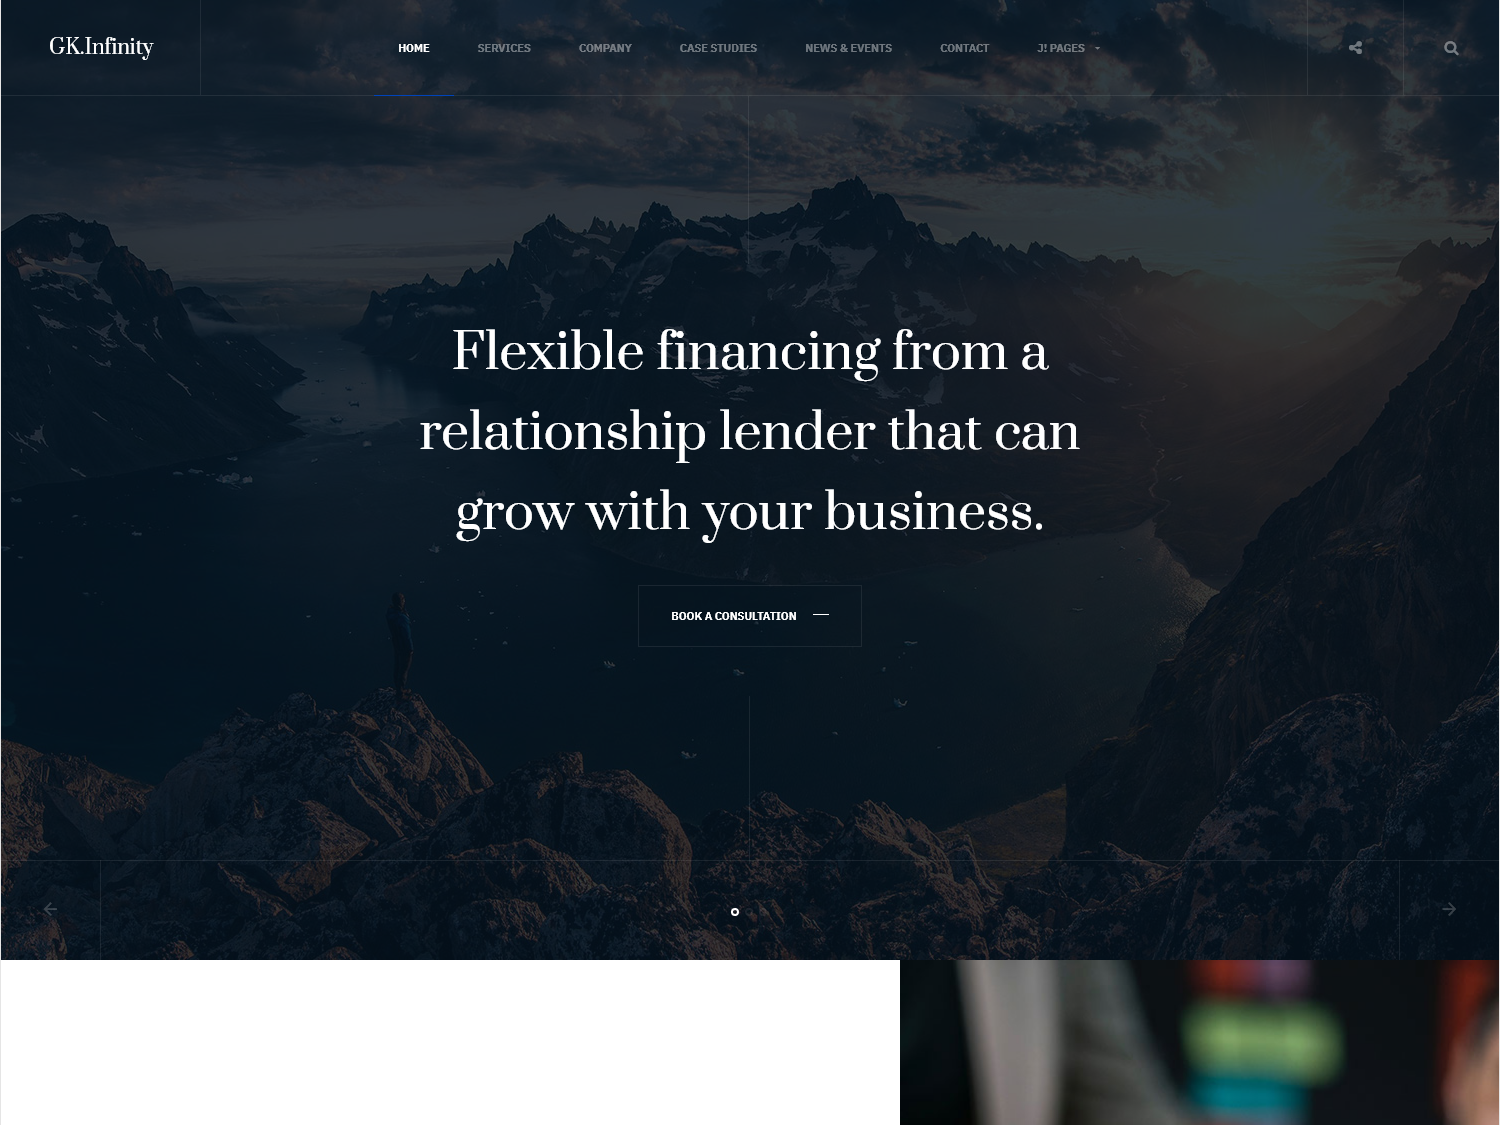 GK.Infinity
HOME SERVICES COMPANY CASE STUDIES NEWS & EVENTS CONTACT J! PAGES
Flexible financing from a
relationship lender that can
grow with your business.
BOOK A CONSULTATION